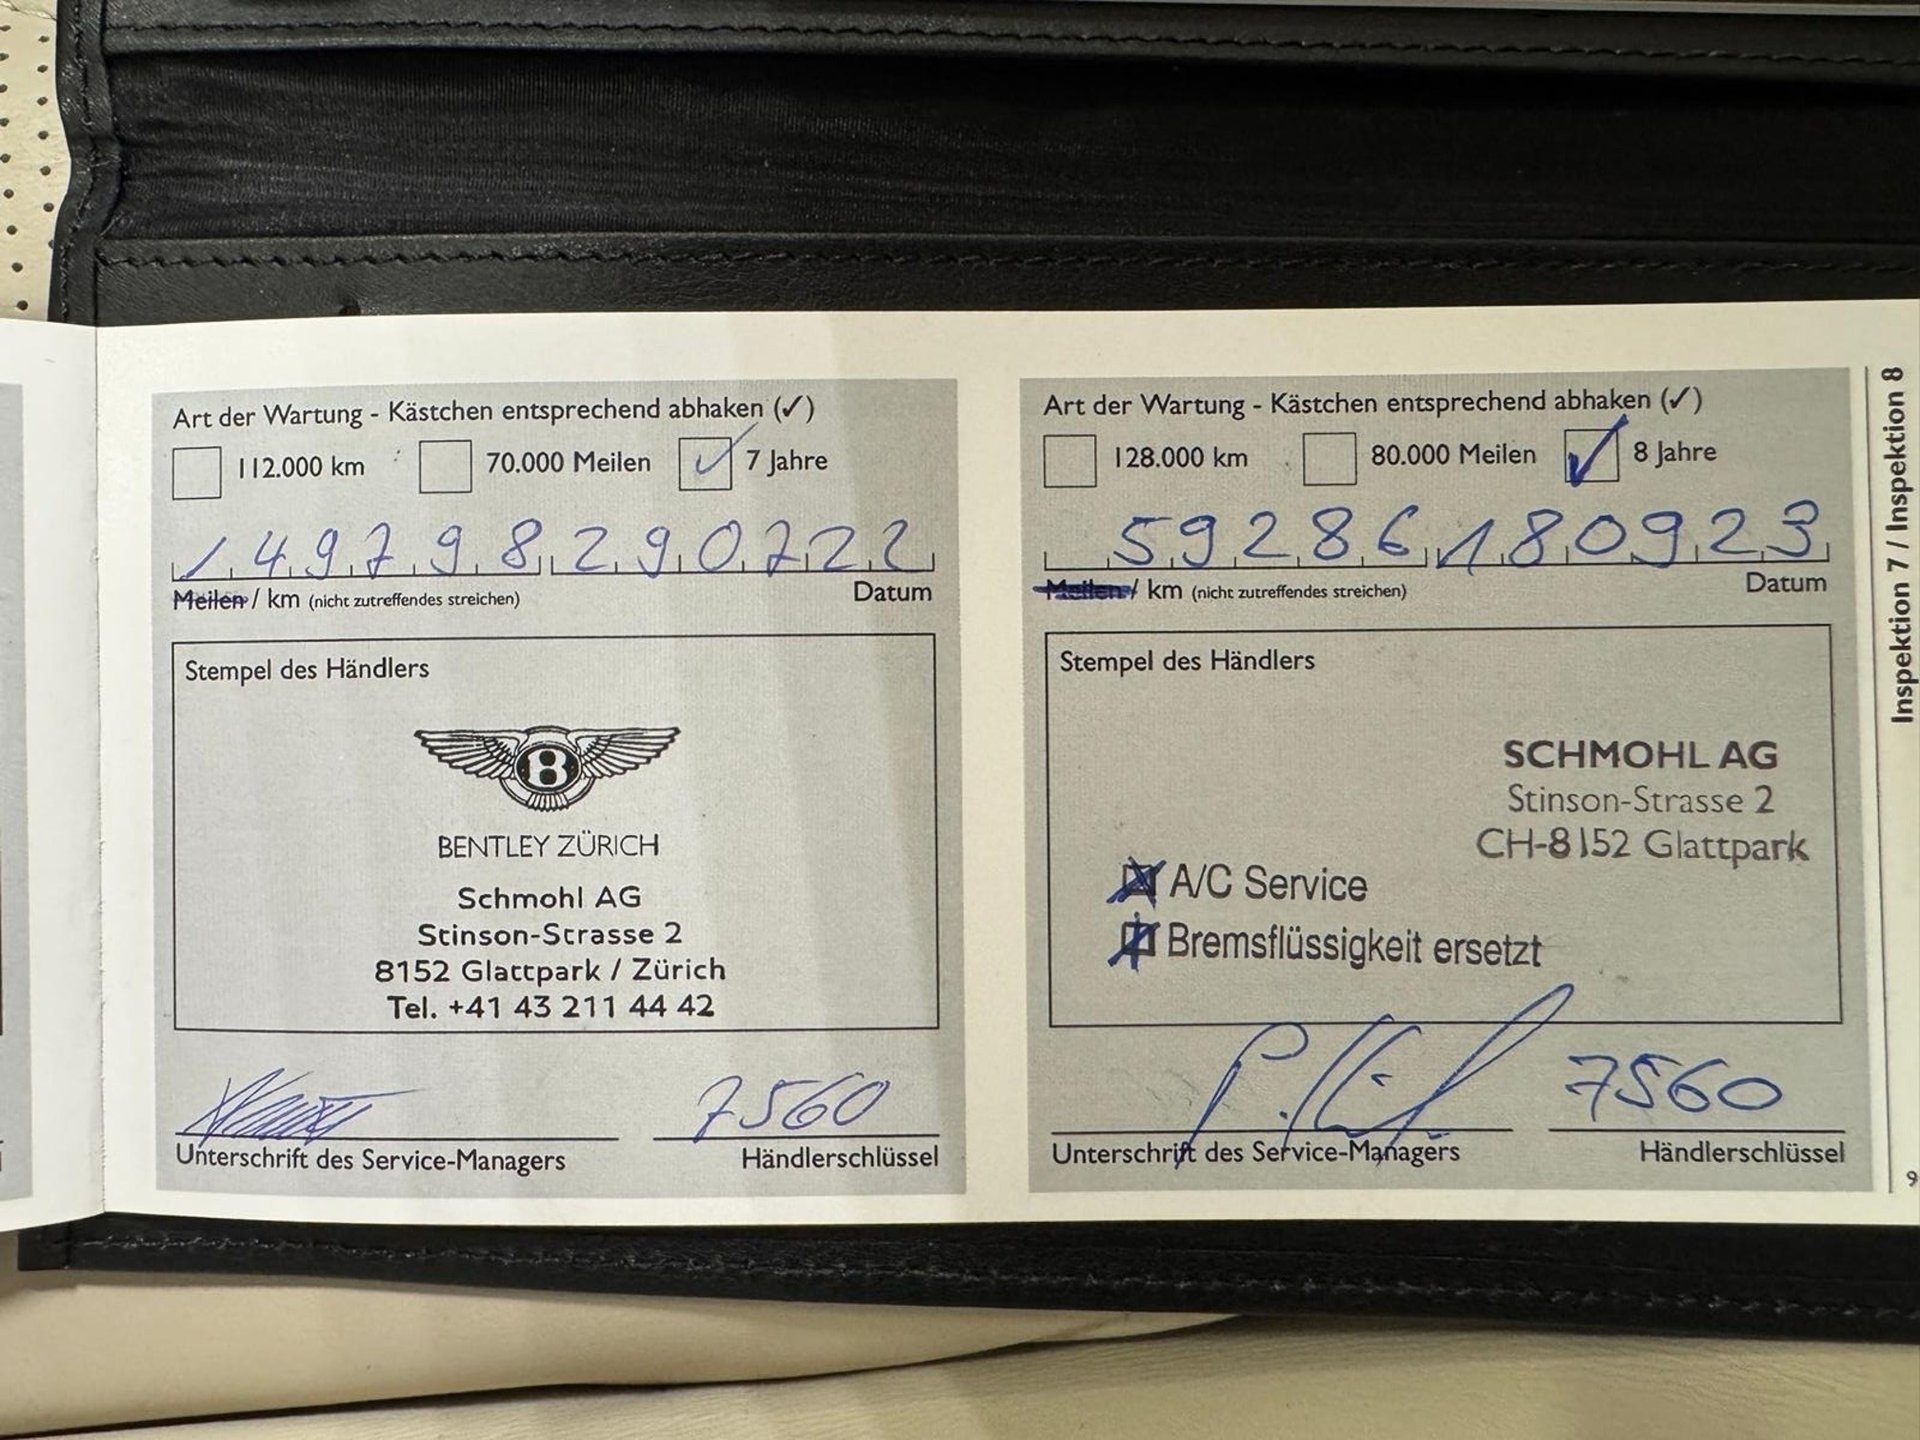 Art der Wartung - Kästchen entsprechend abhaken (✓)
112.000 km 70.000 Meilen ✓ 7 Jahre
/ 49798 290722
Meilen / km (nicht zutreffendes streichen) Datum
Stempel des Händlers
B
BENTLEY ZÜRICH
Schmohl AG
Stinson-Strasse 2
8152 Glattpark / Zürich
Tel. +41 43 211 44 42
7560
Unterschrift des Service-Managers Händlerschlüssel
Art der Wartung - Kästchen entsprechend abhaken (✓)
128.000 km 80.000 Meilen ✓ 8 Jahre
59286 180923
Meilen / km (nicht zutreffendes streichen) Datum
Stempel des Händlers
SCHMOHL AG
Stinson-Strasse 2
CH-8152 Glattpark
A/C Service
Bremsflüssigkeit ersetzt
7560
Unterschrift des Service-Managers Händlerschlüssel
Inspektion 7 / Inspektion 8
9